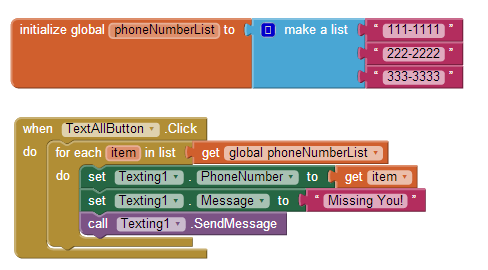 initialize global phoneNumberList to make a list " 111-1111 "
" 222-2222 "
" 333-3333 "
when TextAllButton .Click
do for each item in list get global phoneNumberList
do set Texting1 . PhoneNumber to get item
set Texting1 . Message to " Missing You! "
call Texting1 .SendMessage